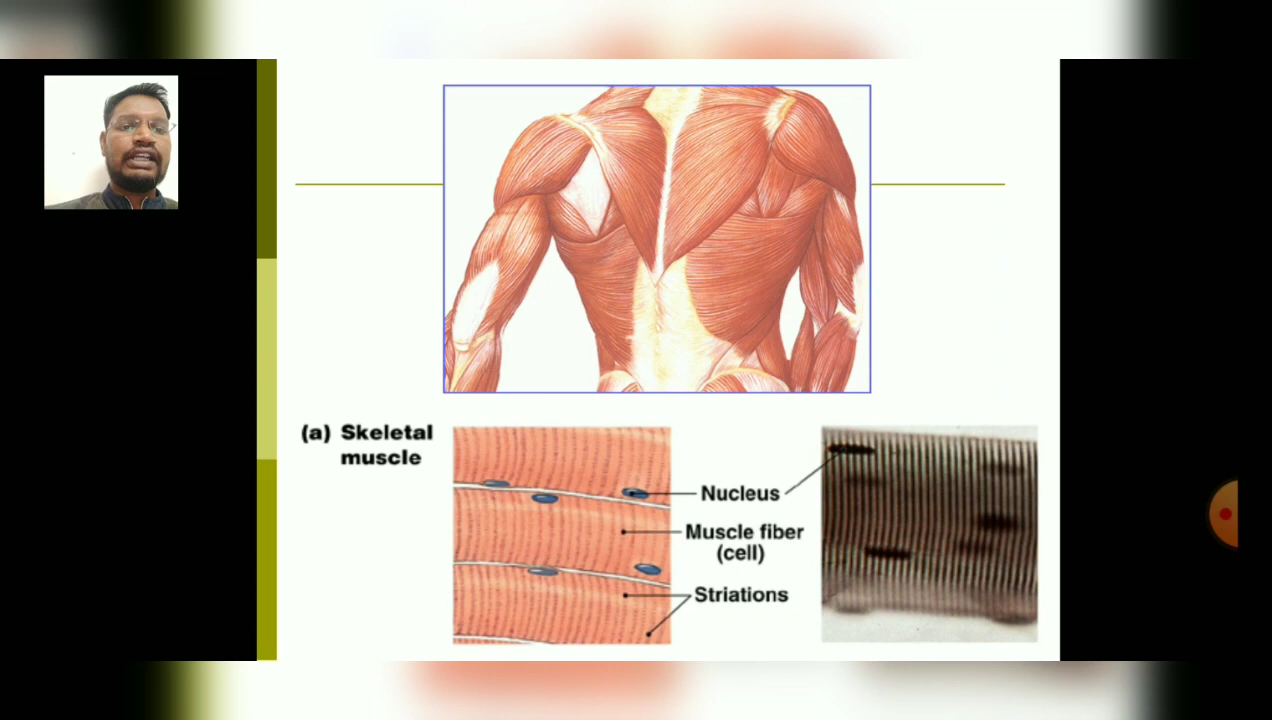 (a) Skeletal
muscle
Nucleus
Muscle fiber
(cell)
Striations